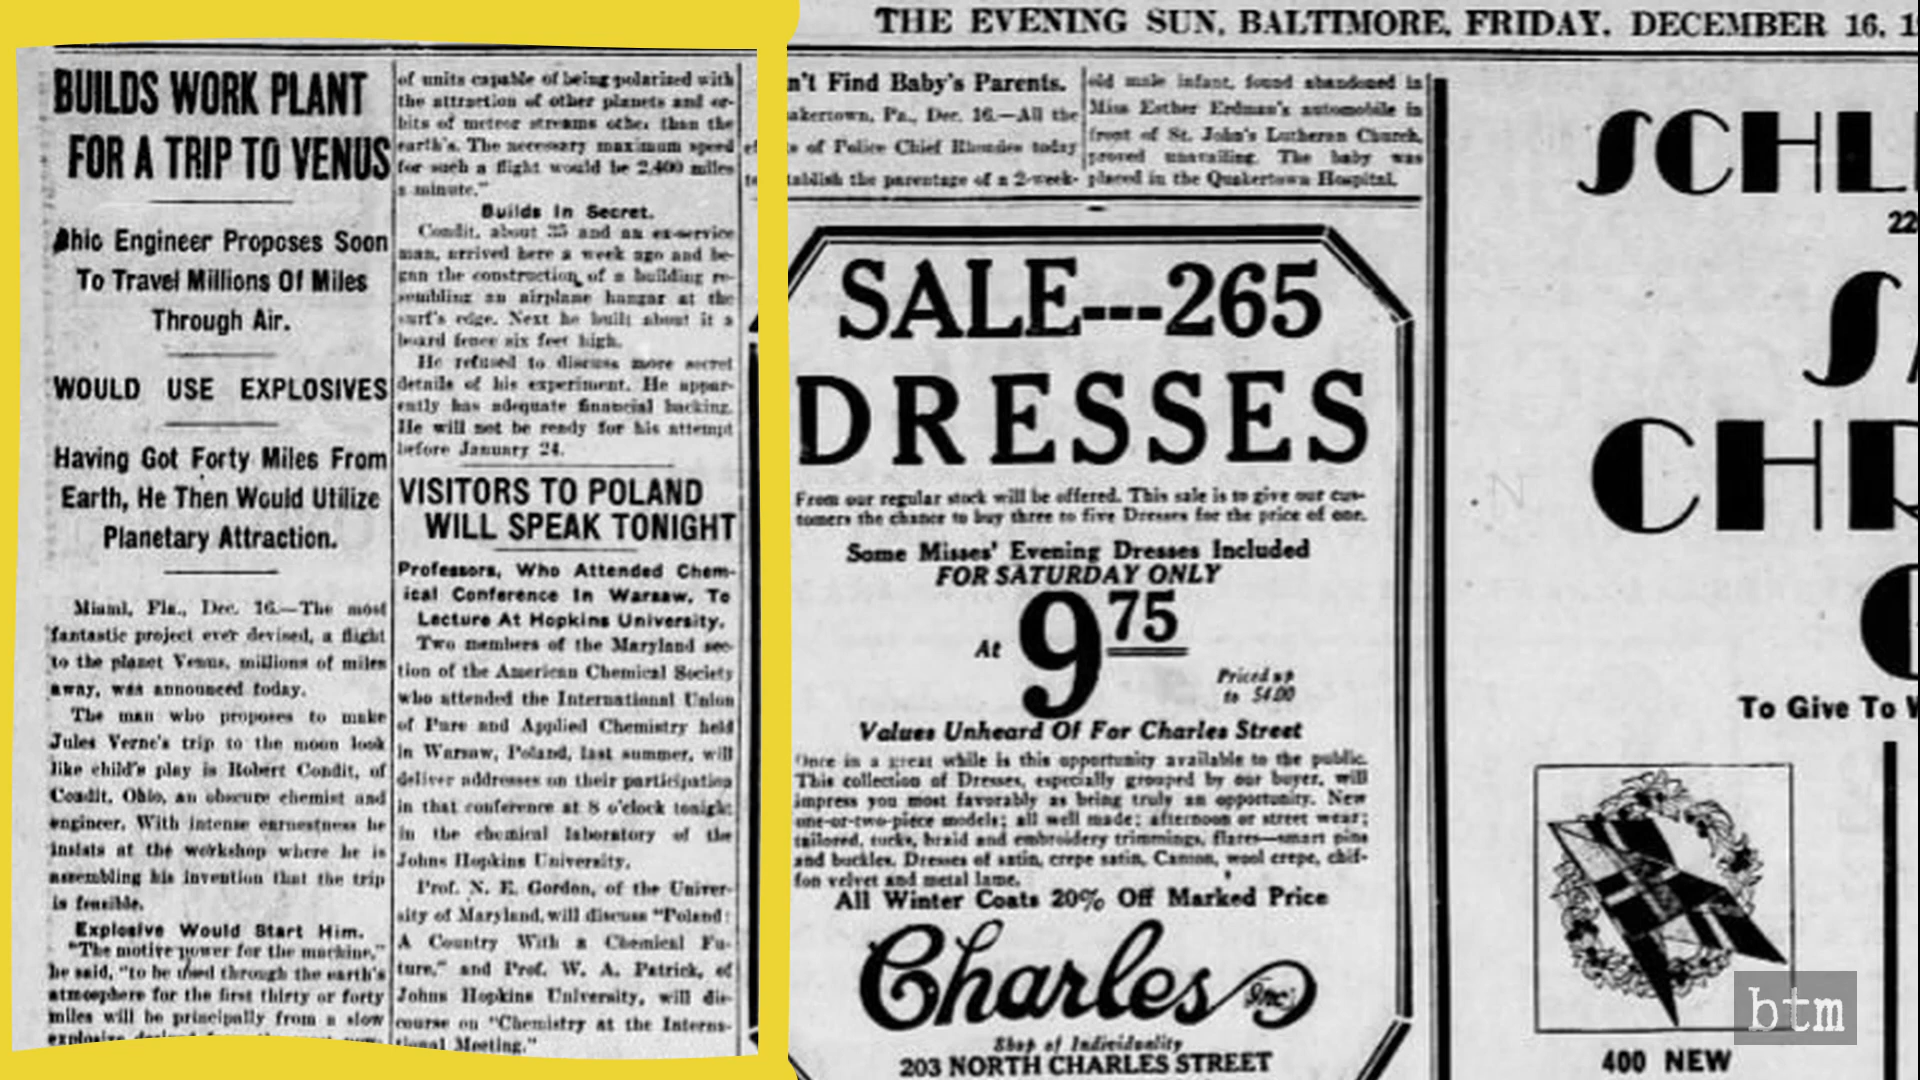 THE EVENING SUN, BALTIMORE, FRIDAY, DECEMBER 16, 1
BUILDS WORK PLANT
FOR A TRIP TO VENUS
Ohio Engineer Proposes Soon
To Travel Millions Of Miles
Through Air.
WOULD USE EXPLOSIVES
Having Got Forty Miles From
Earth, He Then Would Utilize
Planetary Attraction.
Miami, Fla., Dec. 16.—The most
fantastic project ever devised, a flight
to the planet Venus, millions of miles
away, was announced today.
The man who proposes to make
Jules Verne's trip to the moon look
like child's play is Robert Condit, of
Condit, Ohio, an obscure chemist and
engineer. With intense earnestness he
insists at the workshop where he is
assembling his invention that the trip
is feasible.
Explosive Would Start Him.
"The motive power for the machine,"
he said, "to be used through the earth's
atmosphere for the first thirty or forty
miles will be principally from a slow
explosive
of units capable of being polarized with
the attraction of other planets and or-
bits of meteor streams other than the
earth's. The necessary maximum speed
for such a flight would be 2,400 miles
a minute."
Builds In Secret.
Condit, about 35 and an ex-service
man, arrived here a week ago and be-
gan the construction of a building re-
sembling an airplane hangar at the
surf's edge. Next he built about it a
board fence six feet high.
He refused to discuss more secret
details of his experiment. He appar-
ently has adequate financial backing.
He will not be ready for his attempt
before January 24.
VISITORS TO POLAND
WILL SPEAK TONIGHT
Professors, Who Attended Chem-
ical Conference In Warsaw, To
Lecture At Hopkins University.
Two members of the Maryland sec-
tion of the American Chemical Society
who attended the International Union
of Pure and Applied Chemistry held
in Warsaw, Poland, last summer, will
deliver addresses on their participation
in that conference at 8 o'clock tonight
in the chemical laboratory of the
Johns Hopkins University.
Prof. N. E. Gordon, of the Univer-
sity of Maryland, will discuss "Poland:
A Country With a Chemical Fu-
ture," and Prof. W. A. Patrick, of
Johns Hopkins University, will dis-
course on "Chemistry at the Interna-
tional Meeting."
n't Find Baby's Parents.
akertown, Pa., Dec. 16.—All the
s of Police Chief Rhoades today
tablish the parentage of a 2-week-
old male infant, found abandoned in
Miss Esther Erdman's automobile in
front of St. John's Lutheran Church,
proved unavailing. The baby was
placed in the Quakertown Hospital.
SALE---265
DRESSES
From our regular stock will be offered. This sale is to give our cus-
tomers the chance to buy three to five Dresses for the price of one.
Some Misses' Evening Dresses Included
FOR SATURDAY ONLY
At 9 75
Priced up
to 54.00
Values Unheard Of For Charles Street
Once in a great while is this opportunity available to the public.
This collection of Dresses, especially grouped by our buyer, will
impress you most favorably as being truly an opportunity. New
one-or-two-piece models; all well made; afternoon or street wear;
tailored, tucks, braid and embroidery trimmings, flares—smart pins
and buckles. Dresses of satin, crepe satin, Canton, wool crepe, chif-
fon velvet and metal lame.
All Winter Coats 20% Off Marked Price
Charles Inc.
Shop of Individuality
203 NORTH CHARLES STREET
SCHL
22
SA
CHR
To Give To
400 NEW
btm